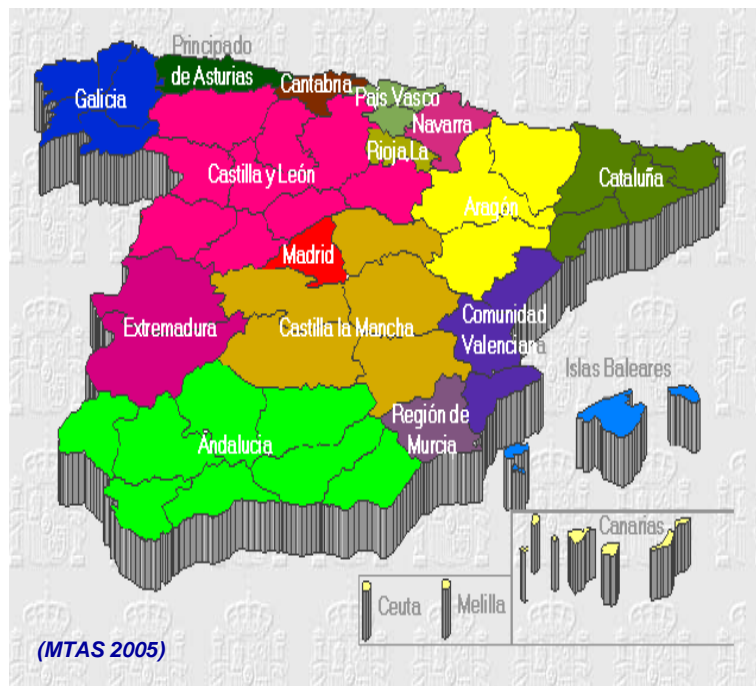 Principado
de Asturias
Cantabria
País Vasco
Galicia
Navarra
Rioja, La
Castilla y León
Cataluña
Aragón
Madrid
Comunidad
Valenciana
Extremadura
Castilla la Mancha
Islas Baleares
Región de
Murcia
Andalucia
Canarias
Ceuta
Melilla
(MTAS 2005)